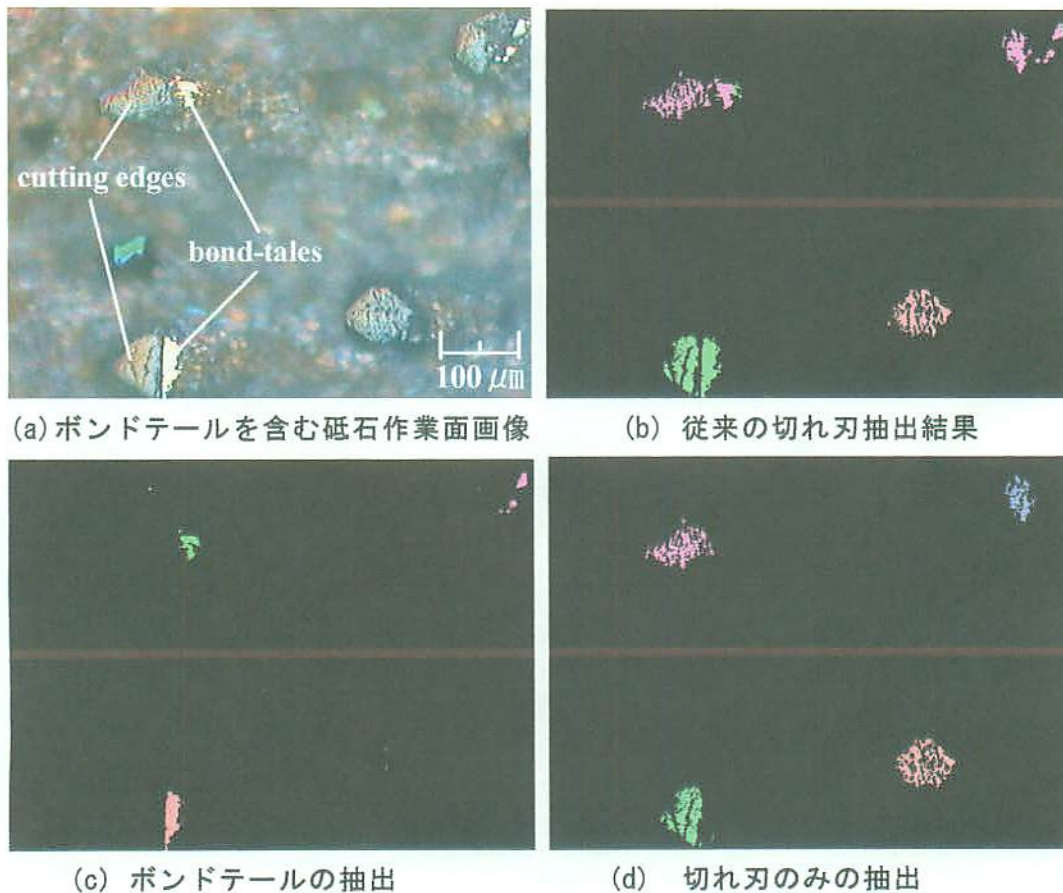 cutting edges
bond-tales
100 μm
(a)ボンドテールを含む砥石作業面画像
(b) 従来の切れ刃抽出結果
(c) ボンドテールの抽出
(d) 切れ刃のみの抽出